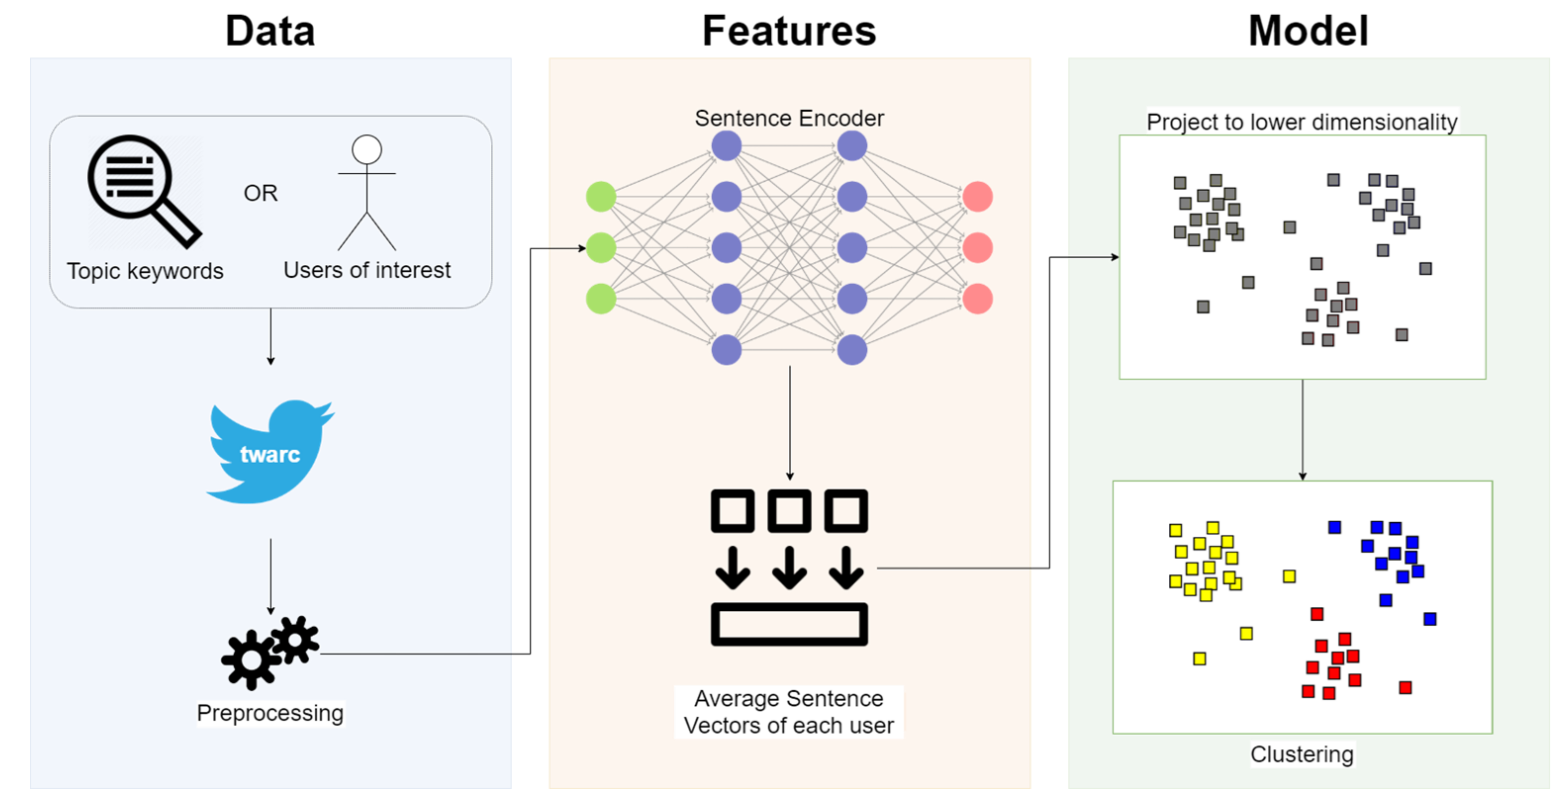 Data
Topic keywords
OR
Users of interest
twarc
Preprocessing
Features
Sentence Encoder
Average Sentence
Vectors of each user
Model
Project to lower dimensionality
Clustering